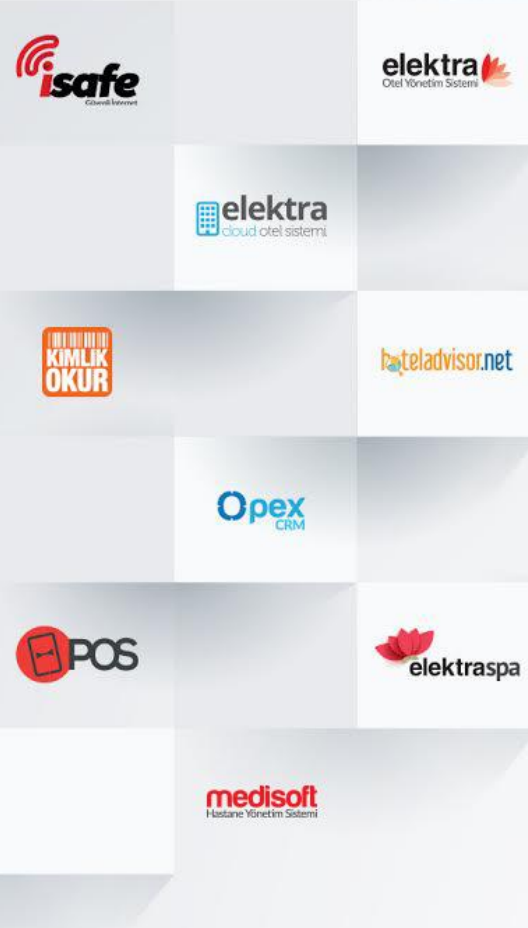 isafe
Güvenli İnternet
elektra
Otel Yönetim Sistemi
elektra
cloud otel sistemi
KİMLİK
OKUR
hoteladvisor.net
Opex
CRM
POS
elektraspa
medisoft
Hastane Yönetim Sistemi